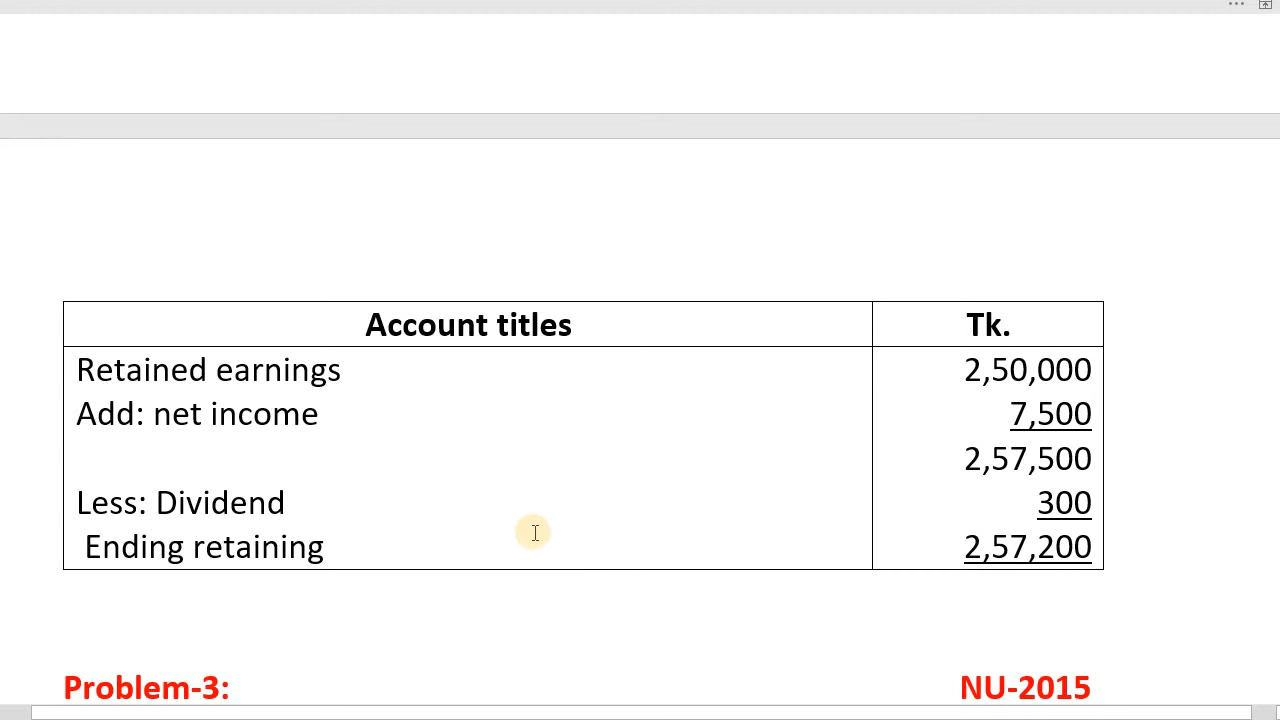 Account titles Tk.
Retained earnings 2,50,000
Add: net income 7,500
2,57,500
Less: Dividend 300
Ending retaining 2,57,200
Problem-3: NU-2015